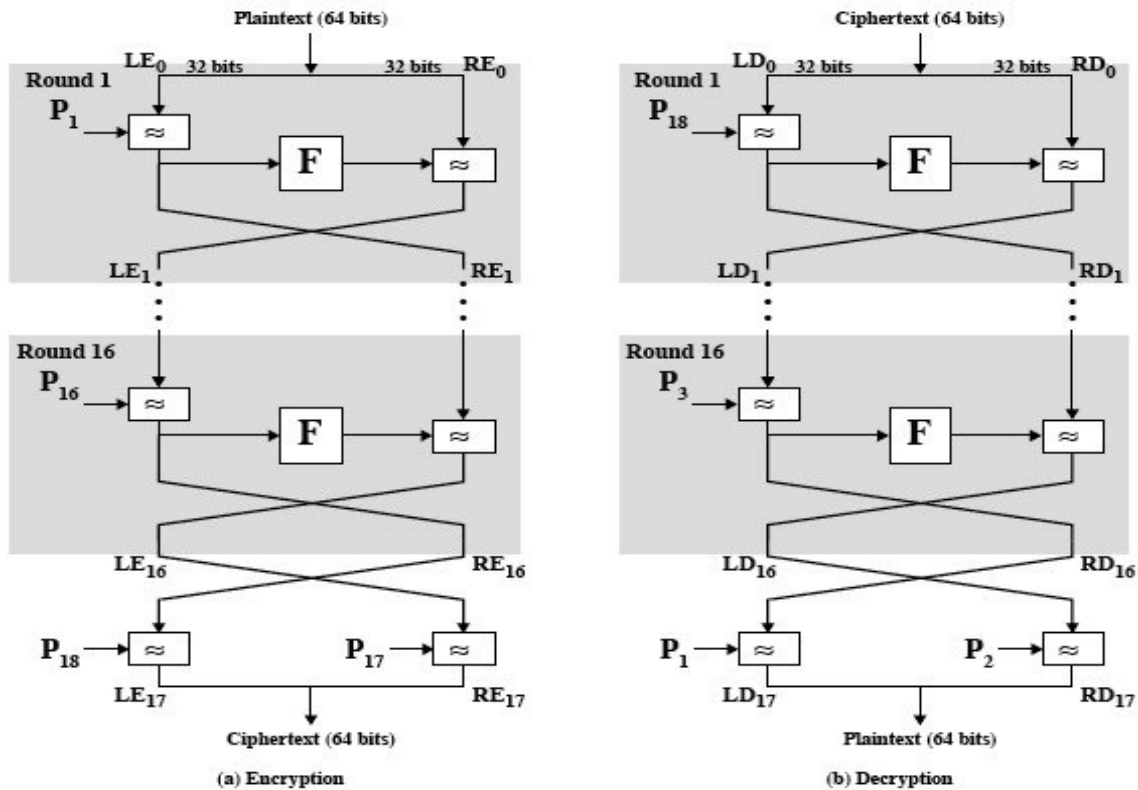 Plaintext (64 bits)
LE0 32 bits 32 bits RE0
Round 1
P1
≈
F
≈
LE1 RE1
Round 16
P16
≈
F
≈
LE16 RE16
P18 ≈ P17 ≈
LE17 RE17
Ciphertext (64 bits)
(a) Encryption
Ciphertext (64 bits)
LD0 32 bits 32 bits RD0
Round 1
P18
≈
F
≈
LD1 RD1
Round 16
P3
≈
F
≈
LD16 RD16
P1 ≈ P2 ≈
LD17 RD17
Plaintext (64 bits)
(b) Decryption